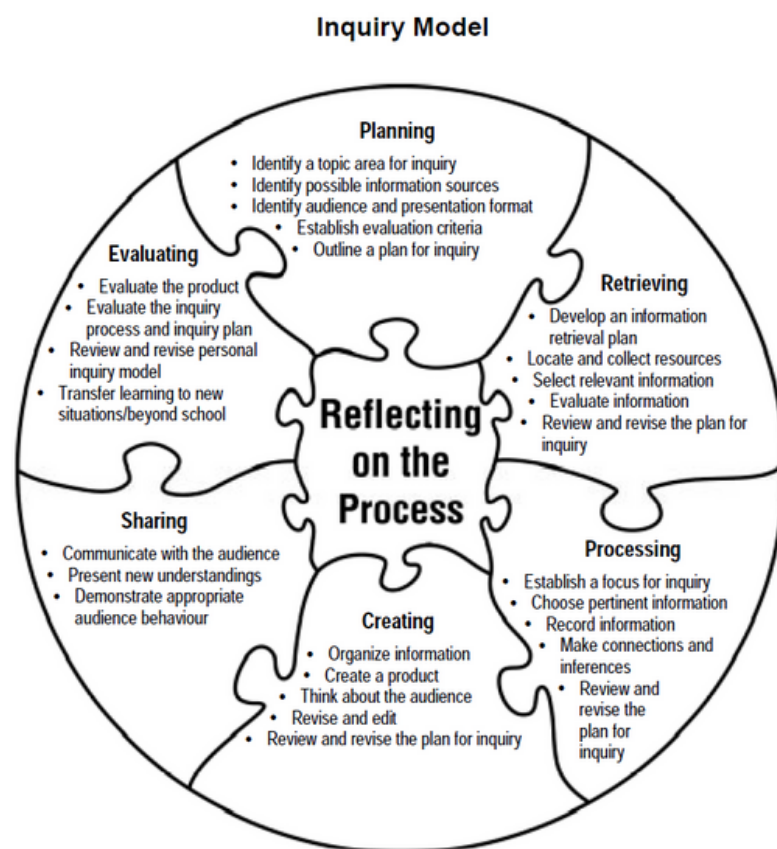 Inquiry Model
Planning
• Identify a topic area for inquiry
• Identify possible information sources
• Identify audience and presentation format
• Establish evaluation criteria
• Outline a plan for inquiry
Retrieving
• Develop an information
retrieval plan
• Locate and collect resources
• Select relevant information
• Evaluate information
• Review and revise the plan for
inquiry
Processing
• Establish a focus for inquiry
• Choose pertinent information
• Record information
• Make connections and
inferences
• Review and
revise the
plan for
inquiry
Creating
• Organize information
• Create a product
• Think about the audience
• Revise and edit
• Review and revise the plan for inquiry
Sharing
• Communicate with the audience
• Present new understandings
• Demonstrate appropriate
audience behaviour
Evaluating
• Evaluate the product
• Evaluate the inquiry
process and inquiry plan
• Review and revise personal
inquiry model
• Transfer learning to new
situations/beyond school
Reflecting
on the
Process